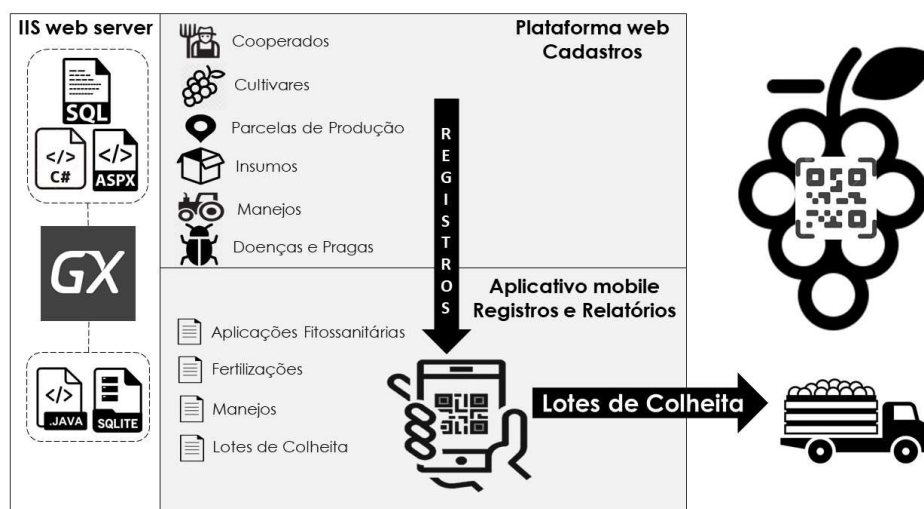 IIS web server
SQL
</>
C#
</>
ASPX
GX
</>
.JAVA
SQLITE
Plataforma web
Cadastros
Cooperados
Cultivares
Parcelas de Produção
Insumos
Manejos
Doenças e Pragas
REGISTROS
Aplicativo mobile
Registros e Relatórios
Aplicações Fitossanitárias
Fertilizações
Manejos
Lotes de Colheita
Lotes de Colheita